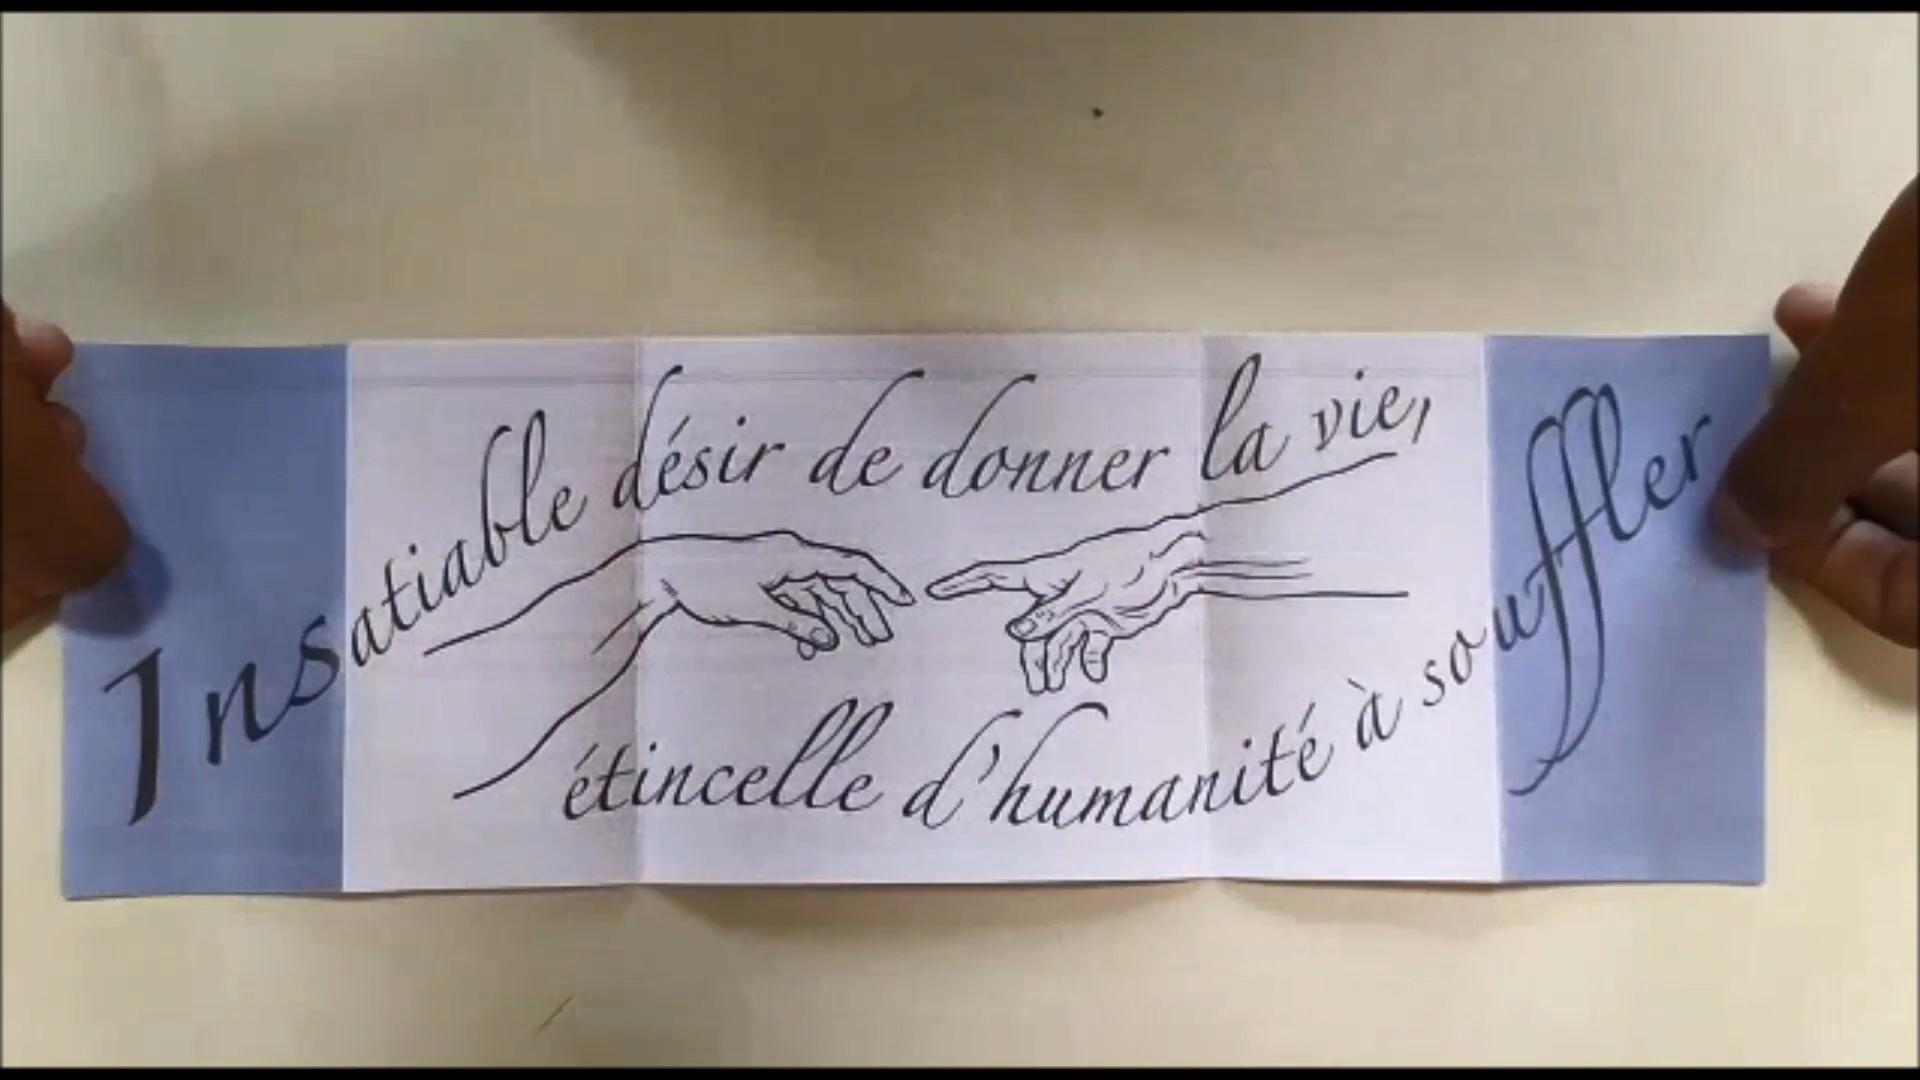 Insatiable désir de donner la vie,
étincelle d'humanité à souffler